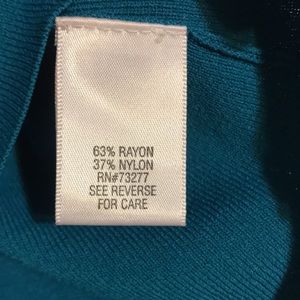 63% RAYON
37% NYLON
RN#73277
SEE REVERSE
FOR CARE